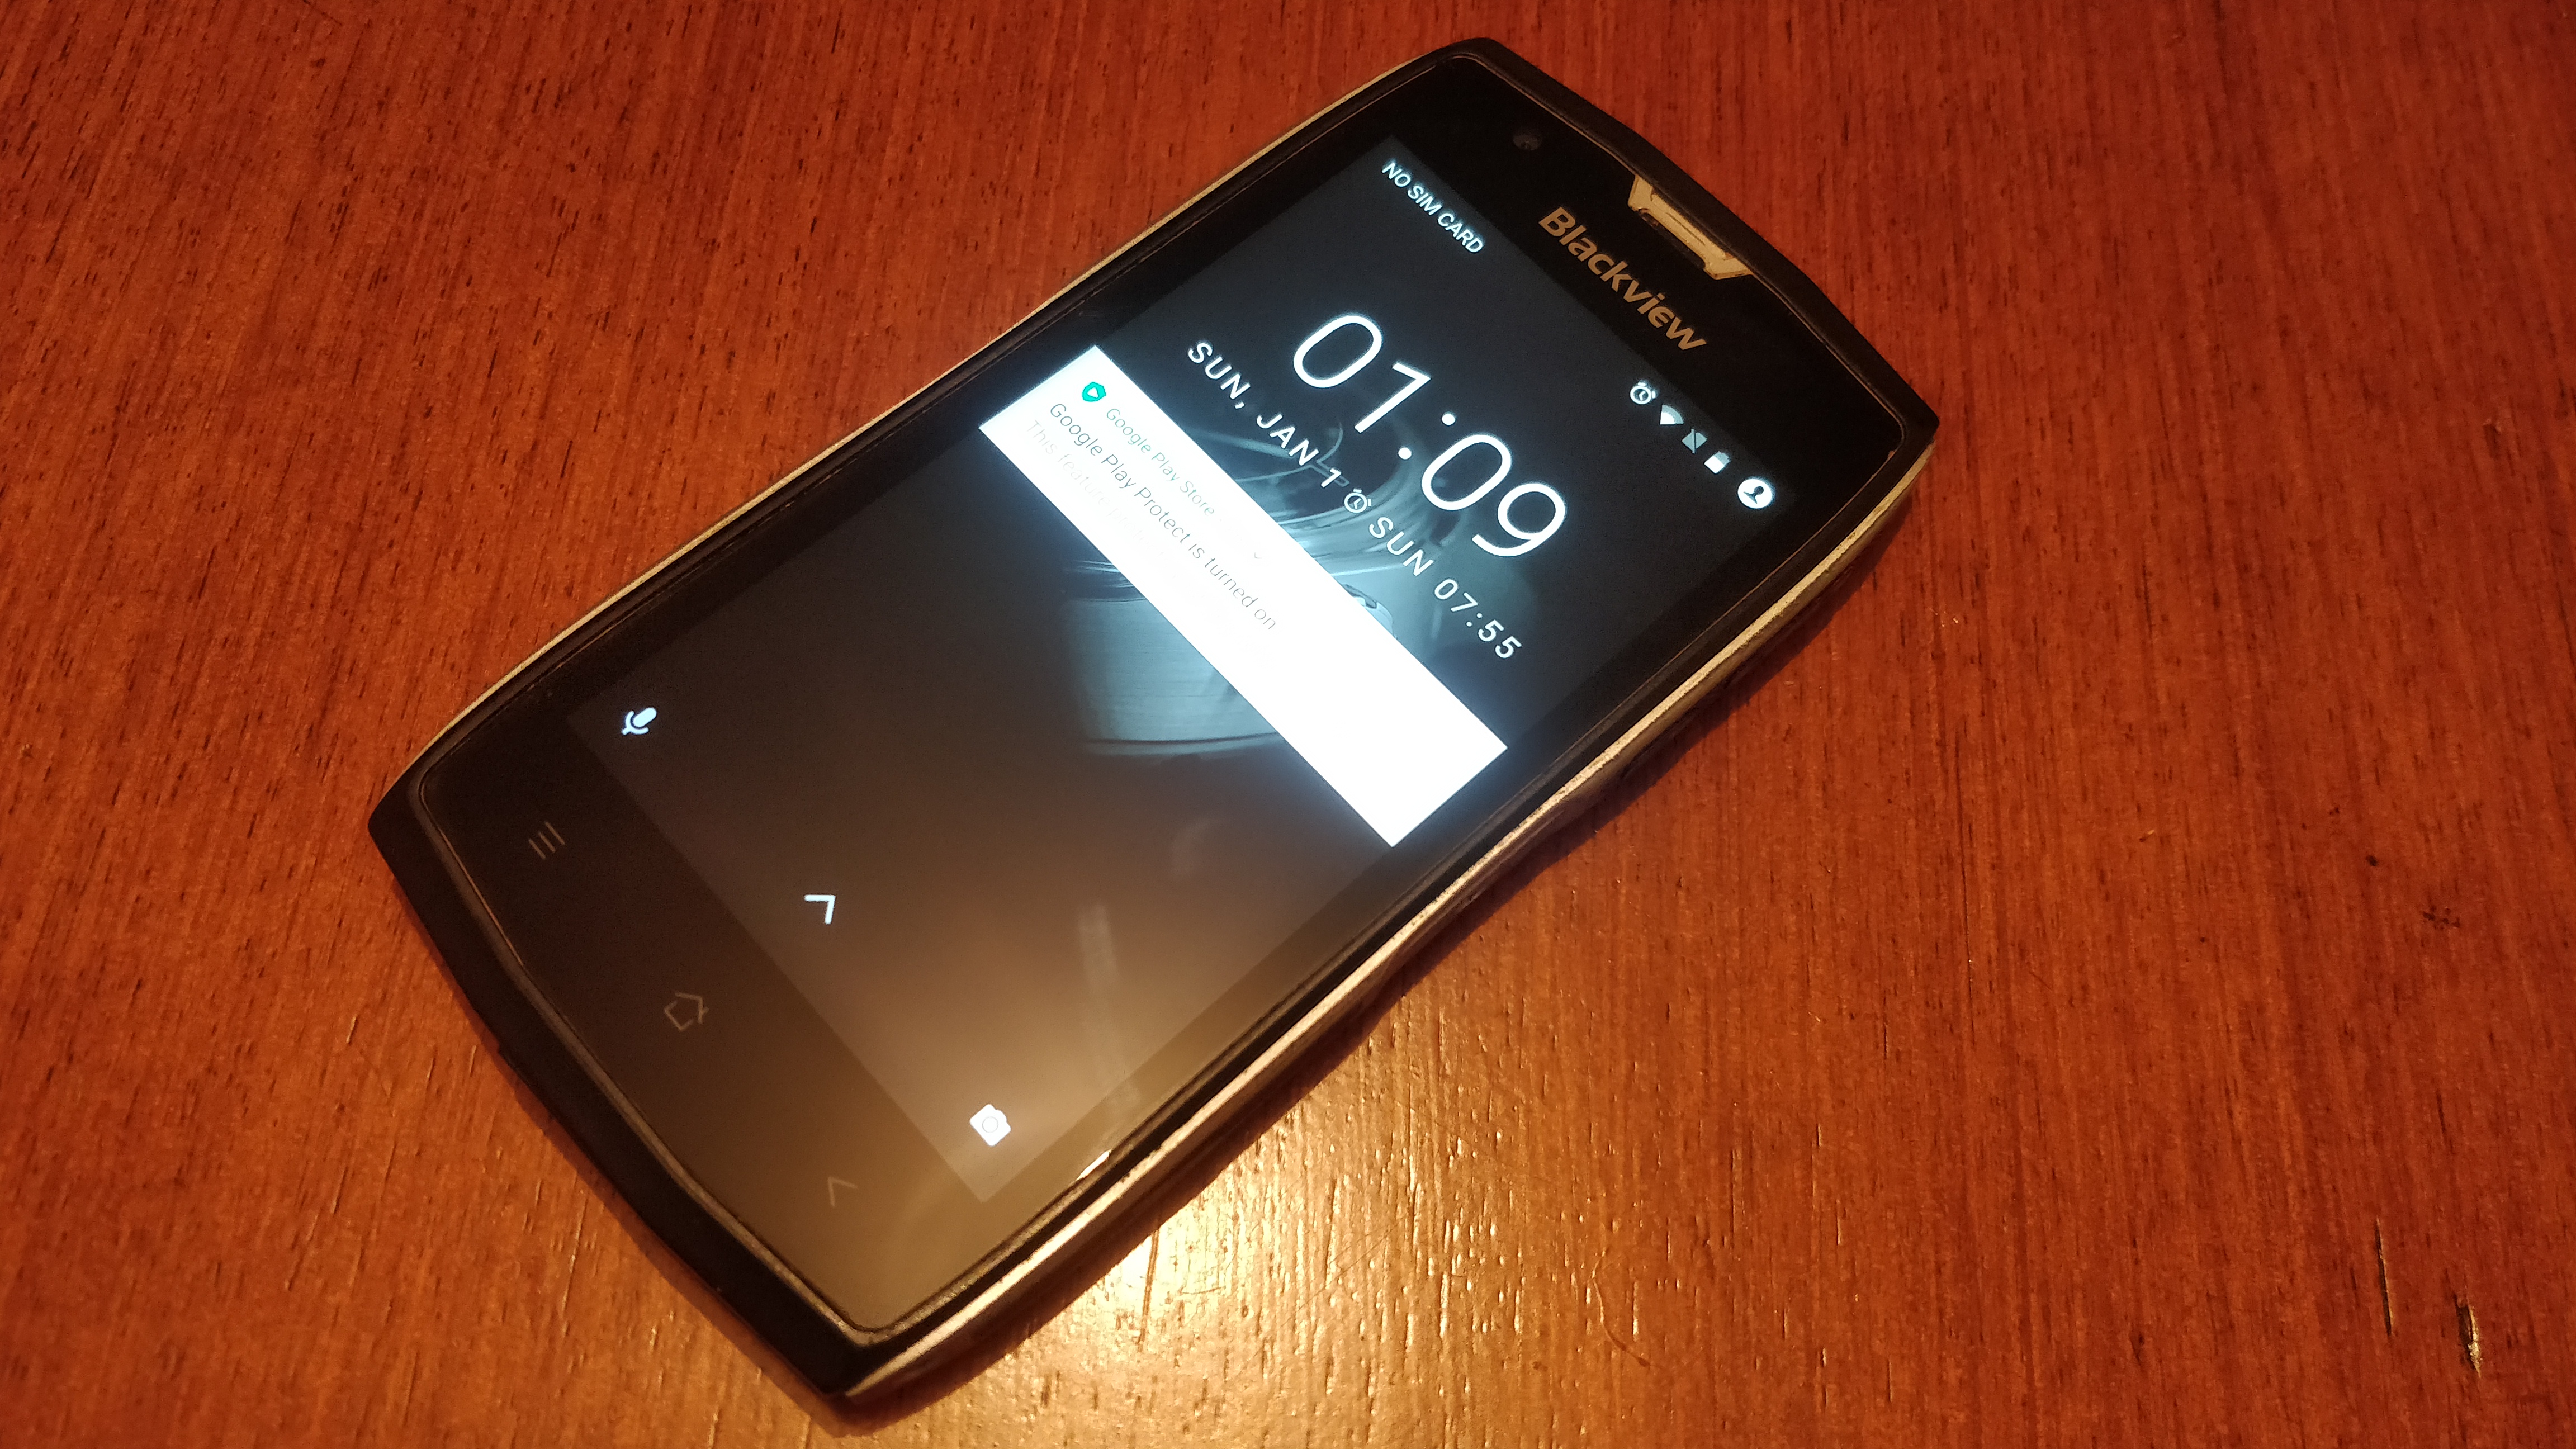 Blackview
NO SIM CARD
01:09
SUN, JAN 1 SUN 07:55
Google Play Store
Google Play Protect is turned on
This feature